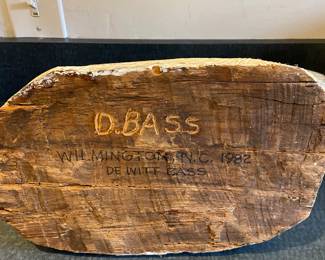 D.BASS
WILMINGTON, N.C. 1982
DE WITT BASS